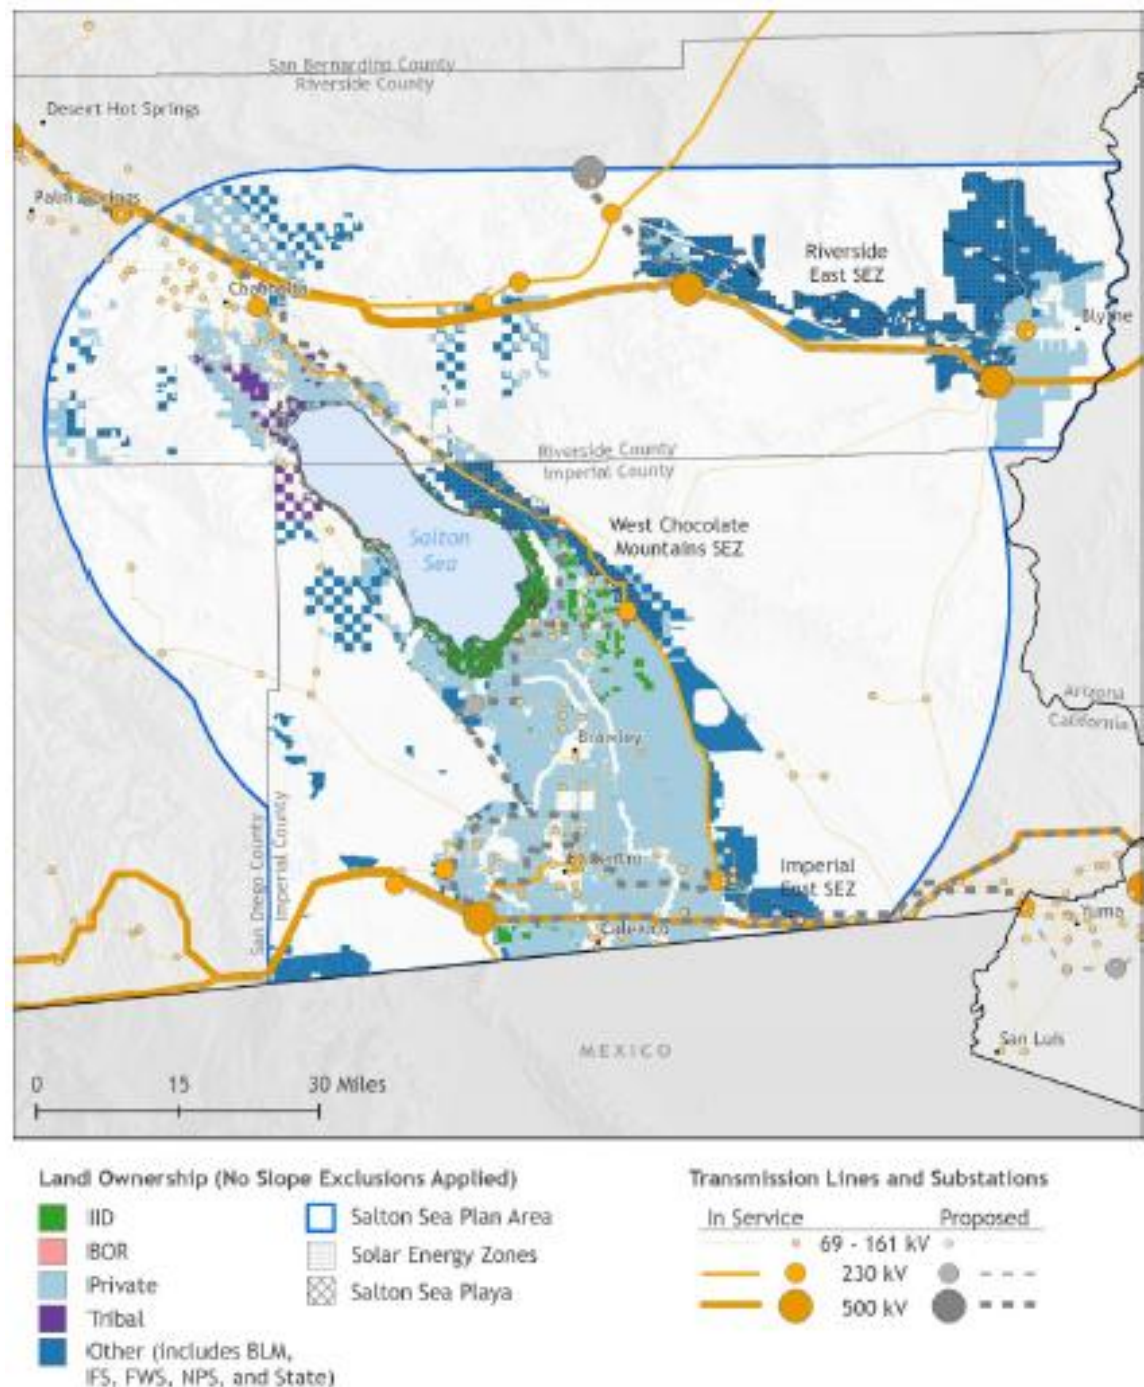 San Bernardino County
Riverside County
Desert Hot Springs
Palm Springs
Riverside
East SEZ
Coachella
Blythe
Riverside County
Imperial County
West Chocolate
Mountains SEZ
Salton
Sea
Arizona
California
Brawley
San Diego County
Imperial County
El Centro
Imperial
East SEZ
Yuma
Calexico
MEXICO
San Luis
0 15 30 Miles
Land Ownership (No Slope Exclusions Applied)
IID
BOR
Private
Tribal
Other (includes BLM,
FS, FWS, NPS, and State)
Salton Sea Plan Area
Solar Energy Zones
Salton Sea Playa
Transmission Lines and Substations
In Service Proposed
69 - 161 kV
230 kV
500 kV